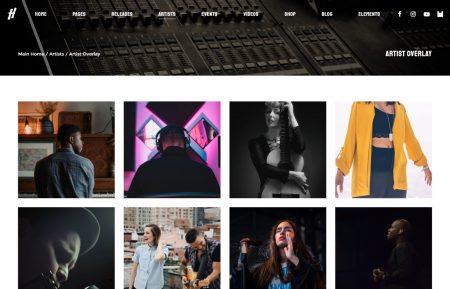 HOME PAGES RELEASES ARTISTS EVENTS VIDEOS SHOP BLOG ELEMENTS
Main Home / Artists / Artist Overlay
ARTIST OVERLAY